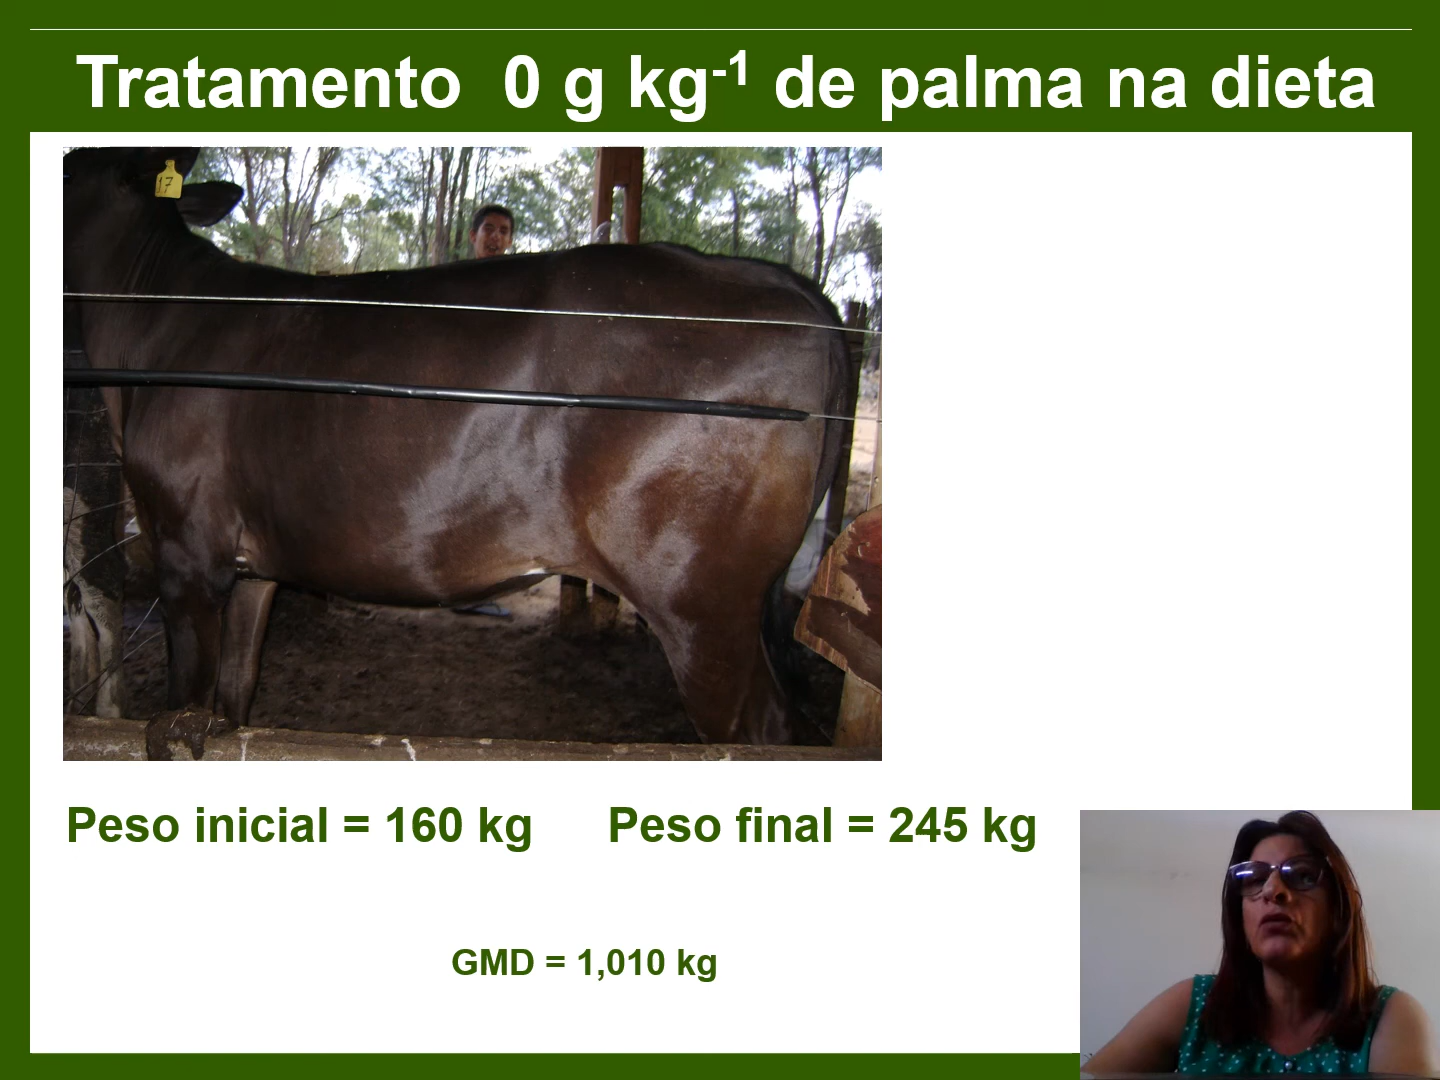 Tratamento 0 g kg-1 de palma na dieta
17
Peso inicial = 160 kg Peso final = 245 kg
GMD = 1,010 kg